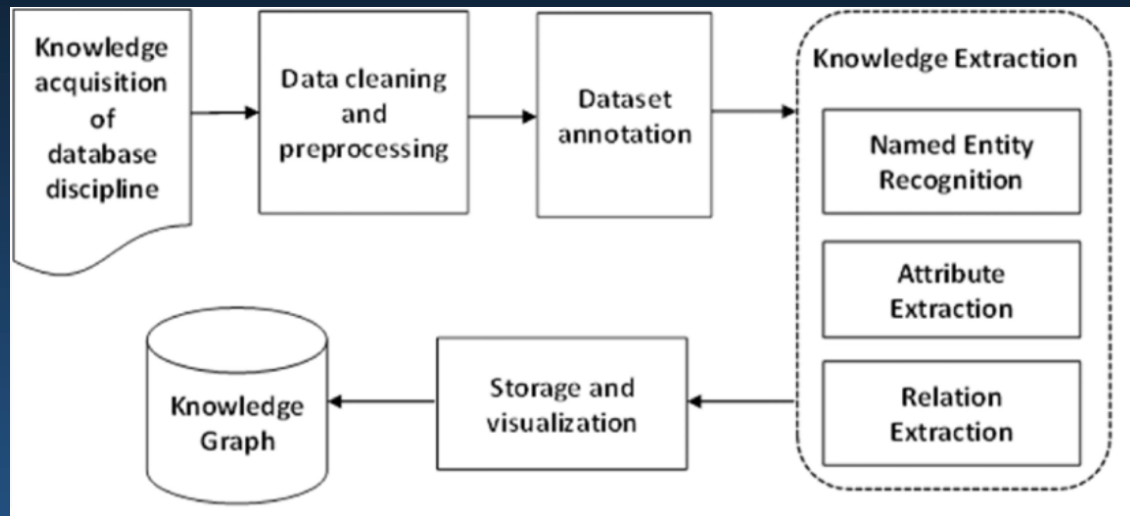 Knowledge
acquisition
of
database
discipline
Data cleaning
and
preprocessing
Dataset
annotation
Knowledge Extraction
Named Entity
Recognition
Attribute
Extraction
Relation
Extraction
Storage and
visualization
Knowledge
Graph